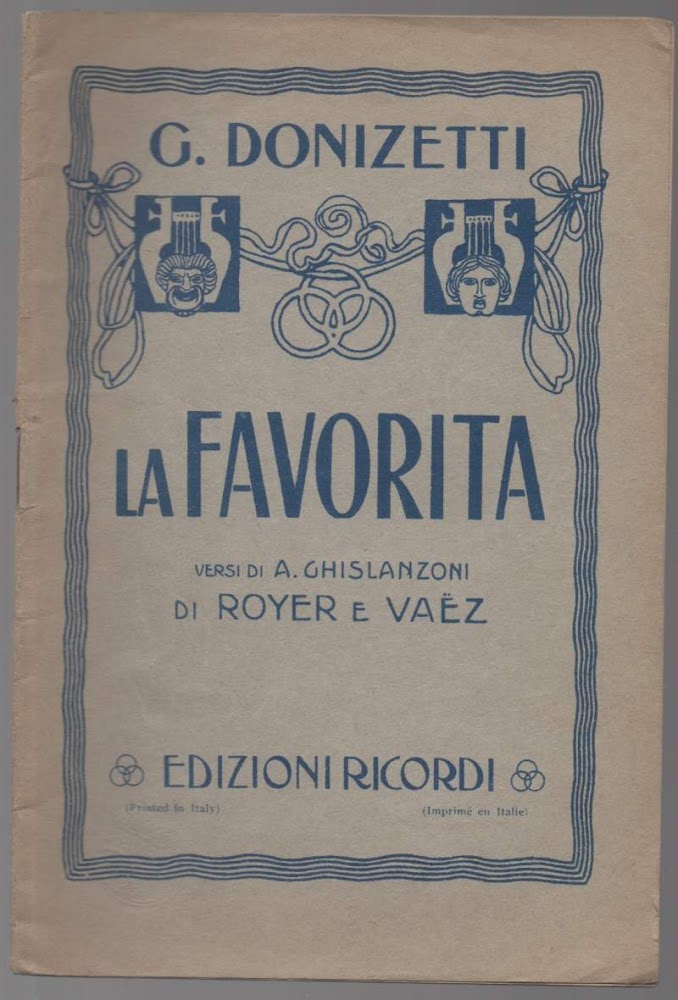 G. DONIZETTI
LA FAVORITA
VERSI DI A. GHISLANZONI
DI ROYER E VAËZ
EDIZIONI RICORDI
(Printed in Italy) (Imprimé en Italie)